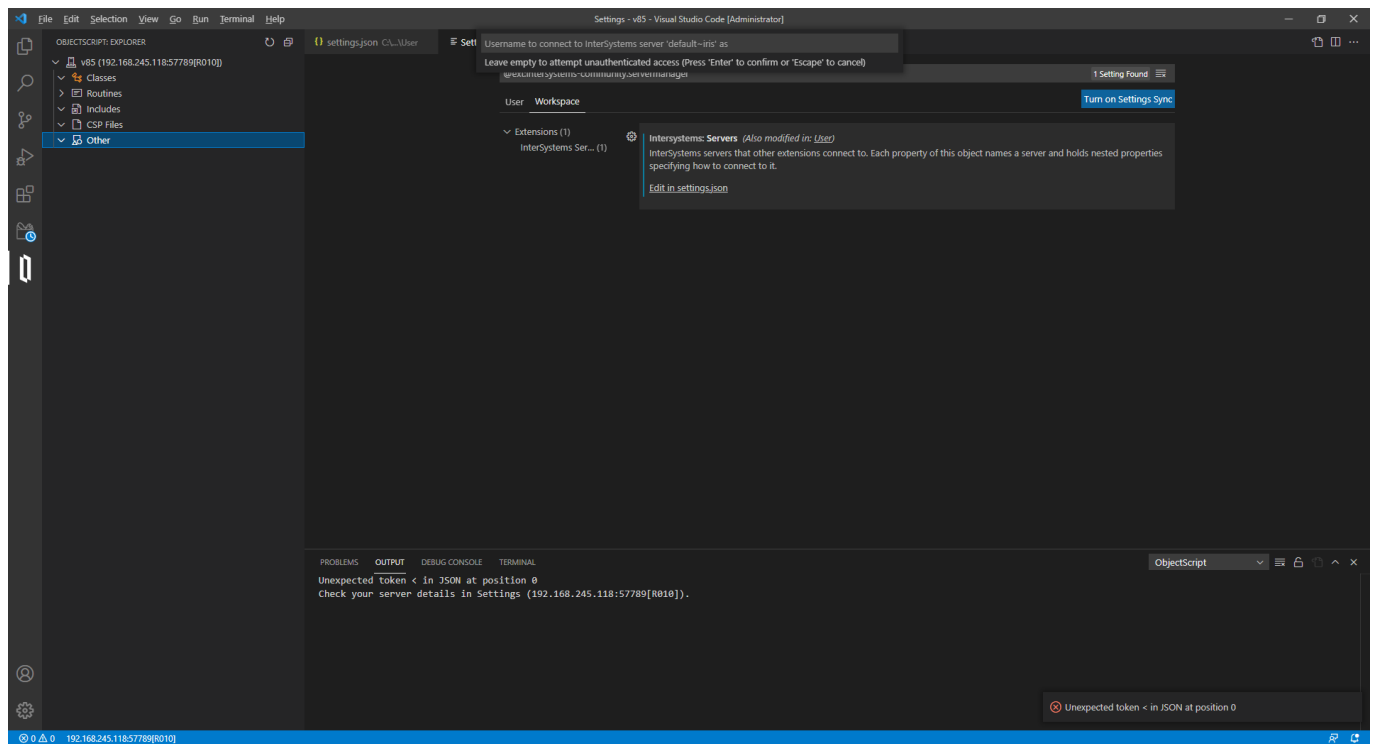 File Edit Selection View Go Run Terminal Help
Settings - v85 - Visual Studio Code [Administrator]
OBJECTSCRIPT: EXPLORER
v85 (192.168.245.118:57789[R010])
Classes
Routines
Includes
CSP Files
Other
settings.json C:\...\User
Sett
Username to connect to InterSystems server 'default~iris' as
Leave empty to attempt unauthenticated access (Press 'Enter' to confirm or 'Escape' to cancel)
@ext:intersystems-community.servermanager
1 Setting Found
User Workspace
Turn on Settings Sync
Extensions (1)
InterSystems Ser... (1)
Intersystems: Servers (Also modified in: User)
InterSystems servers that other extensions connect to. Each property of this object names a server and holds nested properties
specifying how to connect to it.
Edit in settings.json
PROBLEMS OUTPUT DEBUG CONSOLE TERMINAL
ObjectScript
Unexpected token < in JSON at position 0
Check your server details in Settings (192.168.245.118:57789[R010]).
Unexpected token < in JSON at position 0
0 0 192.168.245.118:57789[R010]